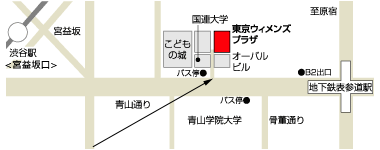 国連大学
至原宿
宮益坂
東京ウィメンズ
プラザ
こども
の城
渋谷駅
<宮益坂口>
オーバル
ビル
バス停
B2出口
地下鉄表参道駅
青山通り
バス停
青山学院大学
骨董通り